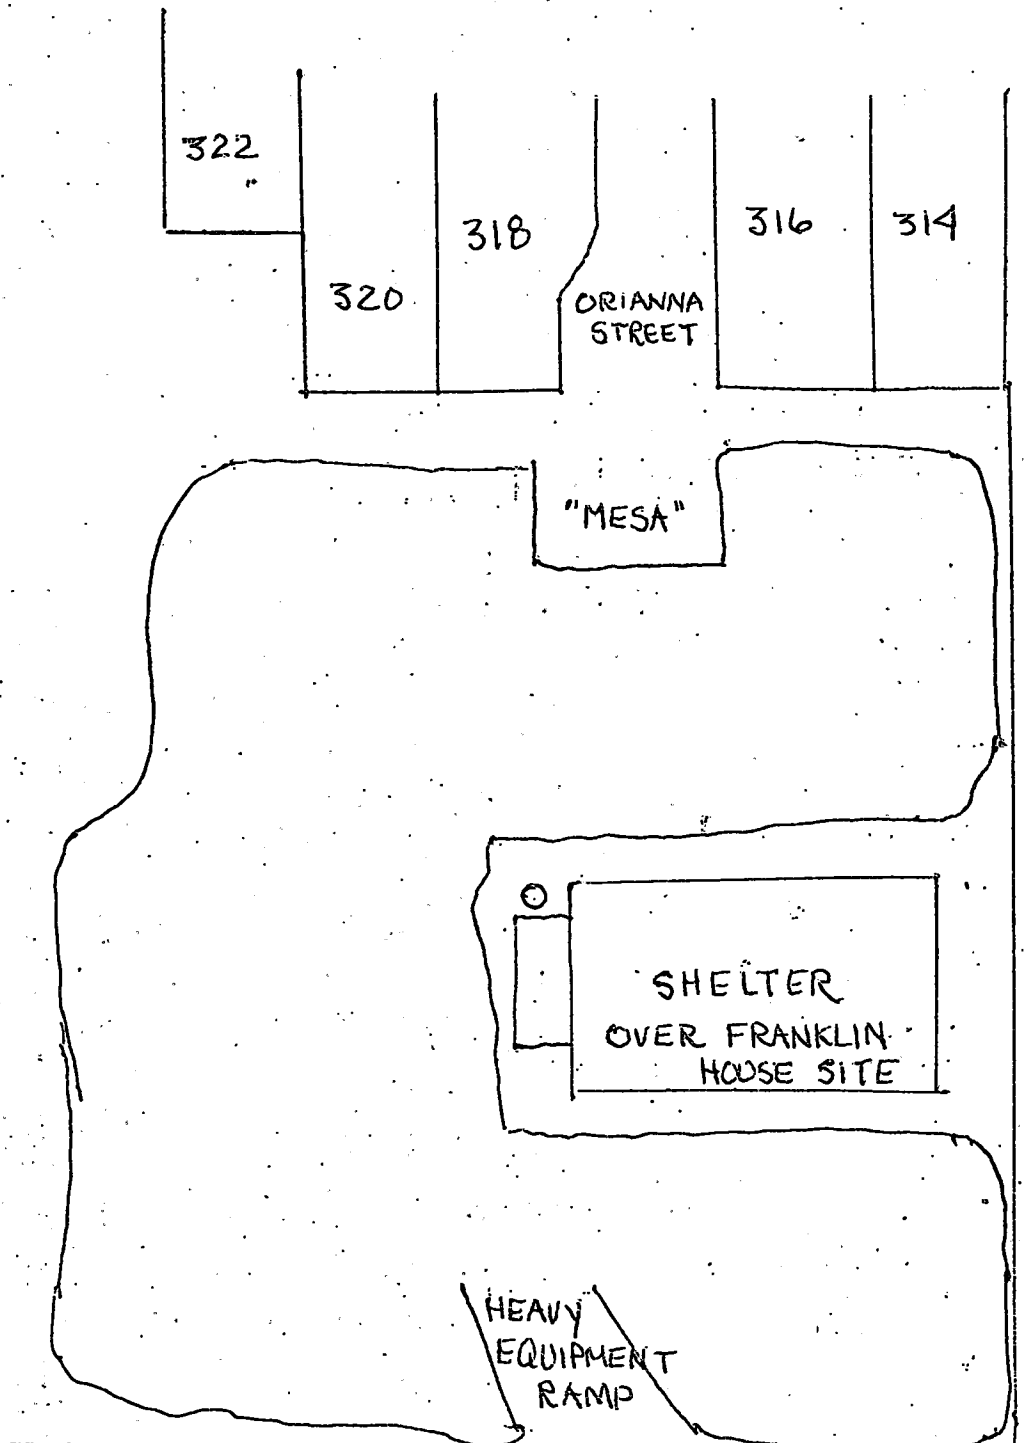 322
318
316
314
320
ORIANNA
STREET
"MESA"
SHELTER
OVER FRANKLIN
HOUSE SITE
HEAVY
EQUIPMENT
RAMP